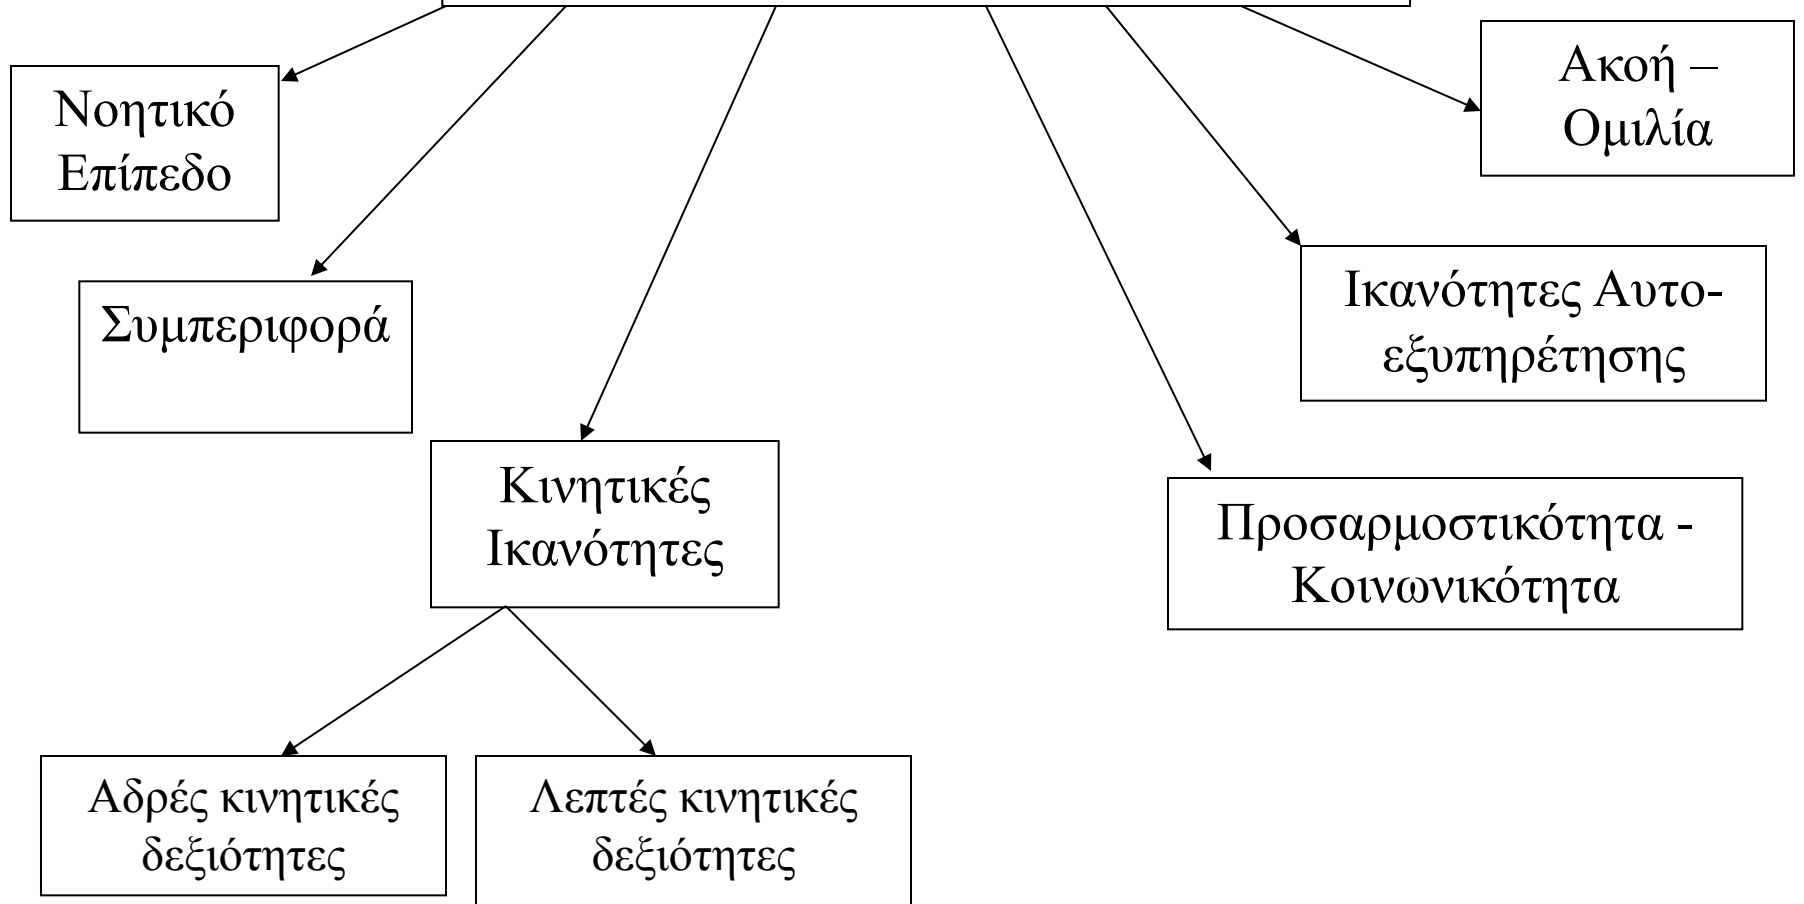 Νοητικό
Επίπεδο
Ακοή –
Ομιλία
Συμπεριφορά
Ικανότητες Αυτο-
εξυπηρέτησης
Κινητικές
Ικανότητες
Προσαρμοστικότητα -
Κοινωνικότητα
Αδρές κινητικές
δεξιότητες
Λεπτές κινητικές
δεξιότητες